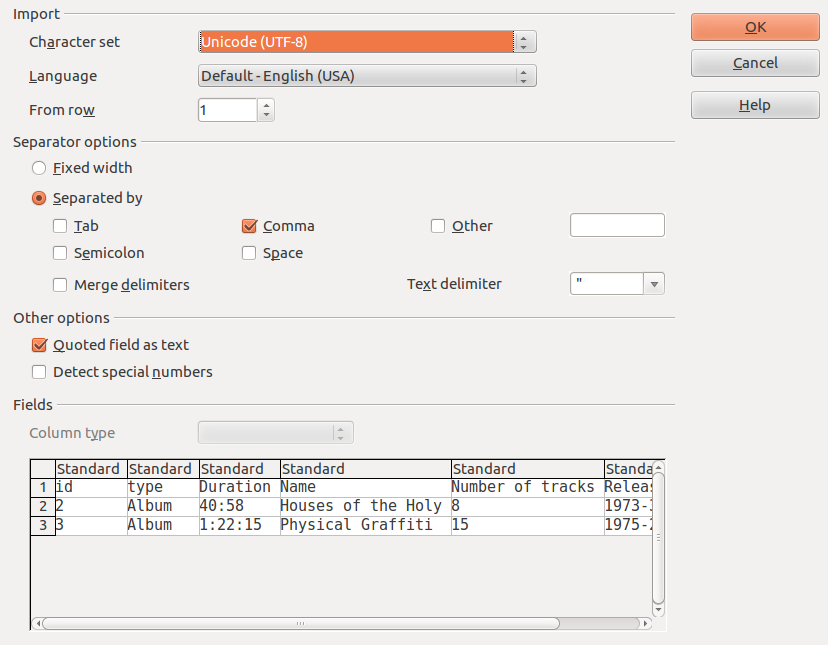 Import
OK
Character set Unicode (UTF-8)
Cancel
Language Default - English (USA)
Help
From row 1
Separator options
Fixed width
Separated by
Tab Comma Other
Semicolon Space
Merge delimiters Text delimiter "
Other options
Quoted field as text
Detect special numbers
Fields
Column type
Standard Standard Standard Standard Standard Standa
1 id type Duration Name Number of tracks Releas
2 2 Album 40:58 Houses of the Holy 8 1973-
3 3 Album 1:22:15 Physical Graffiti 15 1975-